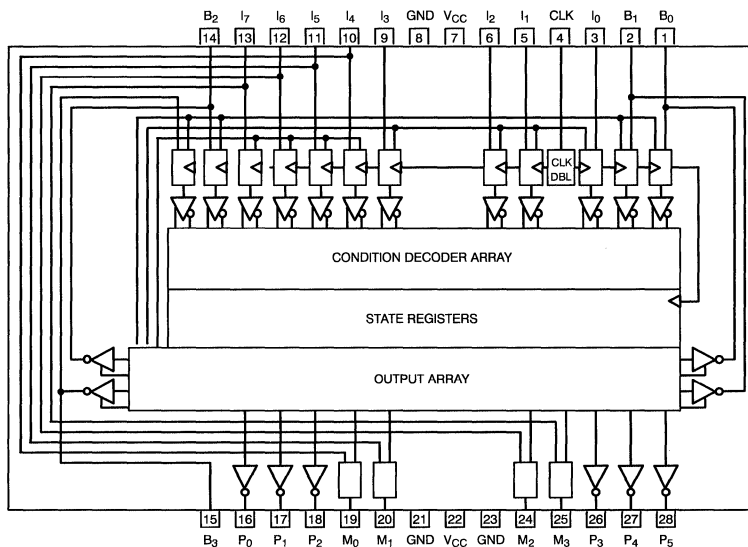 B2 I7 I6 I5 I4 I3 GND VCC I2 I1 CLK I0 B1 B0
14 13 12 11 10 9 8 7 6 5 4 3 2 1
CLK
DBL
CONDITION DECODER ARRAY
STATE REGISTERS
OUTPUT ARRAY
15 16 17 18 19 20 21 22 23 24 25 26 27 28
B3 P0 P1 P2 M0 M1 GND VCC GND M2 M3 P3 P4 P5